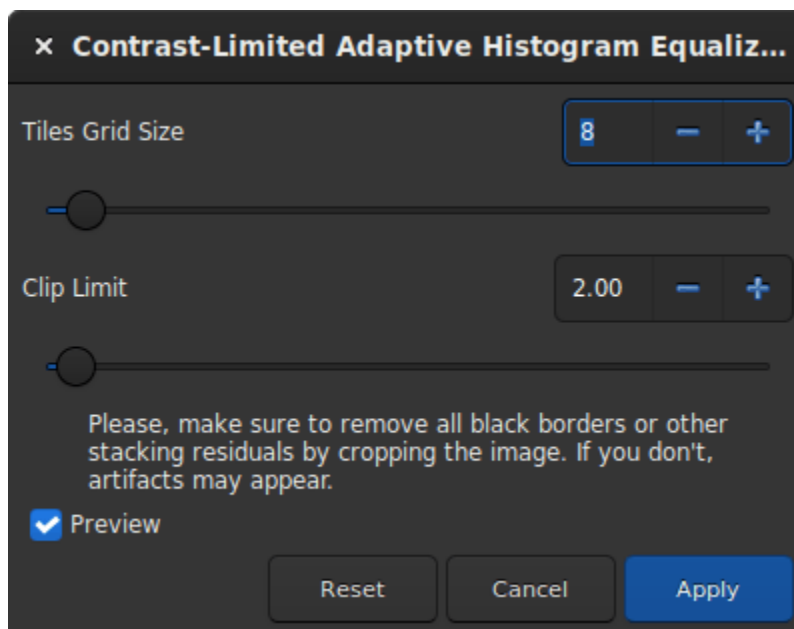 × Contrast-Limited Adaptive Histogram Equaliz...
Tiles Grid Size
8
Clip Limit
2.00
Please, make sure to remove all black borders or other
stacking residuals by cropping the image. If you don't,
artifacts may appear.
Preview
Reset Cancel Apply